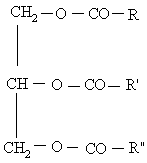 CH₂ — O — CO — R
CH — O — CO — R'
CH₂ — O — CO — R"